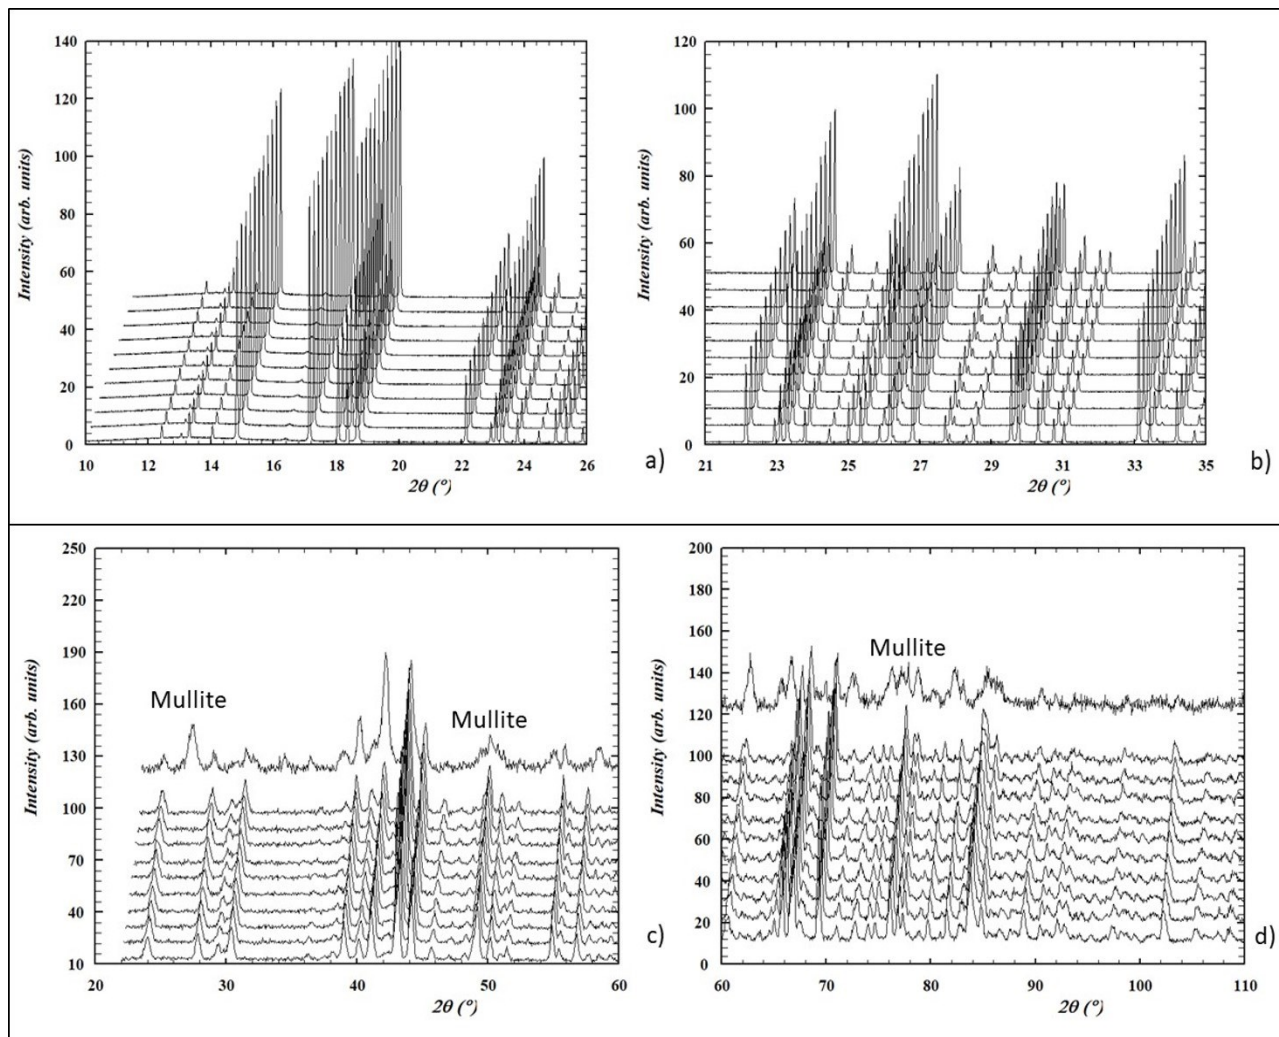 140
120
100
80
60
40
20
0
10 12 14 16 18 20 22 24 26
Intensity (arb. units)
2θ (°)
a)
120
100
80
60
40
20
0
21 23 25 27 29 31 33 35
Intensity (arb. units)
2θ (°)
b)
250
220
190
160
130
100
70
40
10
20 30 40 50 60
Intensity (arb. units)
2θ (°)
Mullite
Mullite
c)
200
180
160
140
120
100
80
60
40
20
0
60 70 80 90 100 110
Intensity (arb. units)
2θ (°)
Mullite
d)